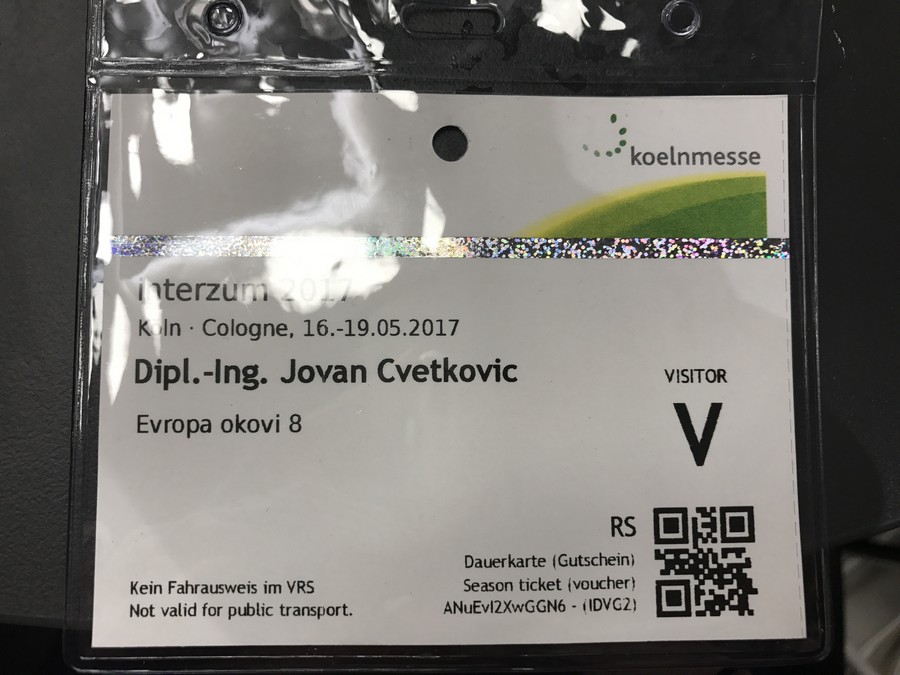 koelnmesse
interzum 2017
Köln · Cologne, 16.-19.05.2017
Dipl.-Ing. Jovan Cvetkovic
Evropa okovi 8
VISITOR
V
RS
Dauerkarte (Gutschein)
Season ticket (voucher)
ANuEvI2XwGGN6 - (IDVG2)
Kein Fahrausweis im VRS
Not valid for public transport.